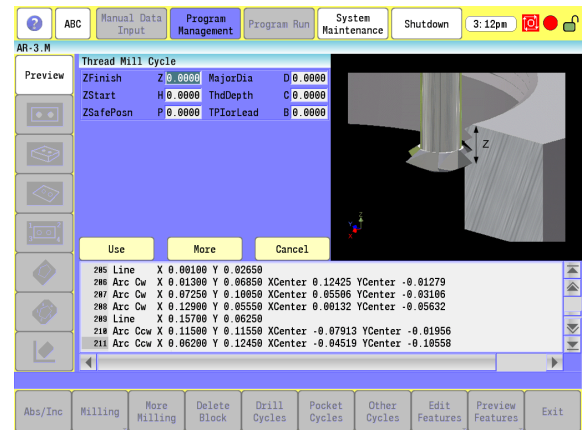 ? ABC Manual Data Input Program Management Program Run System Maintenance Shutdown 3:12pm
AR-3.M
Preview
Thread Mill Cycle
ZFinish Z 0.0000 MajorDia D 0.0000
ZStart H 0.0000 ThdDepth C 0.0000
ZSafePosn P 0.0000 TPIorLead B 0.0000
Z
Z
Use More Cancel
205 Line X 0.00100 Y 0.02650
206 Arc Cw X 0.01300 Y 0.06850 XCenter 0.12425 YCenter -0.01279
207 Arc Cw X 0.07250 Y 0.10050 XCenter 0.05506 YCenter -0.03106
208 Arc Cw X 0.12900 Y 0.05550 XCenter 0.00132 YCenter -0.05632
209 Line X 0.15700 Y 0.06250
210 Arc Ccw X 0.11500 Y 0.11550 XCenter -0.07913 YCenter -0.01956
211 Arc Ccw X 0.06200 Y 0.12450 XCenter -0.04519 YCenter -0.10558
Abs/Inc Milling More Milling Delete Block Drill Cycles Pocket Cycles Other Cycles Edit Features Preview Features Exit